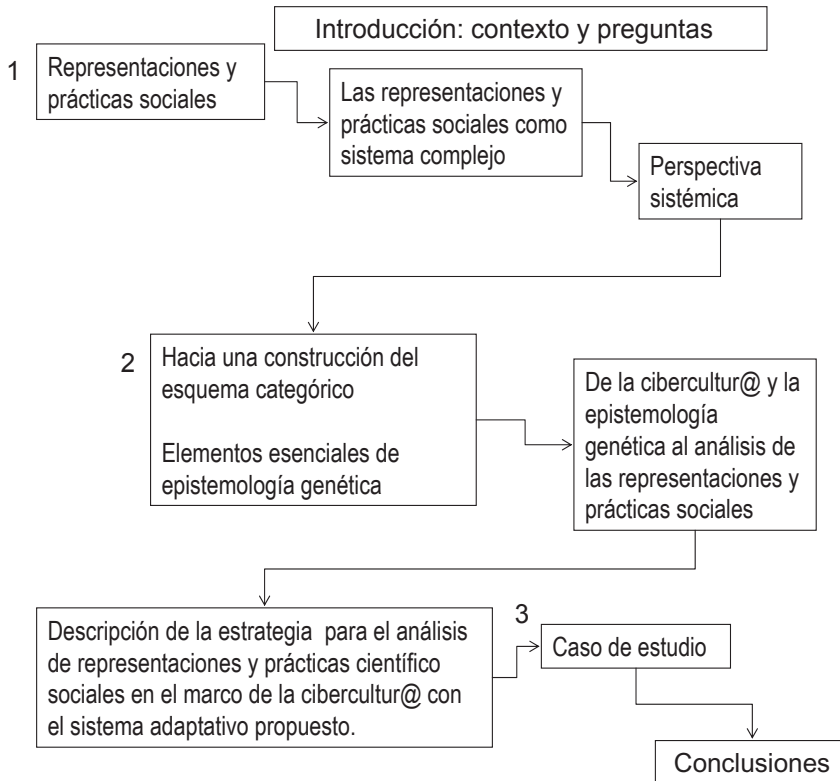 Introducción: contexto y preguntas
1
Representaciones y
prácticas sociales
Las representaciones y
prácticas sociales como
sistema complejo
Perspectiva
sistémica
2
Hacia una construcción del
esquema categórico
Elementos esenciales de
epistemología genética
De la cibercultur@ y la
epistemología
genética al análisis de
las representaciones y
prácticas sociales
Descripción de la estrategia para el análisis
de representaciones y prácticas científico
sociales en el marco de la cibercultur@ con
el sistema adaptativo propuesto.
3
Caso de estudio
Conclusiones